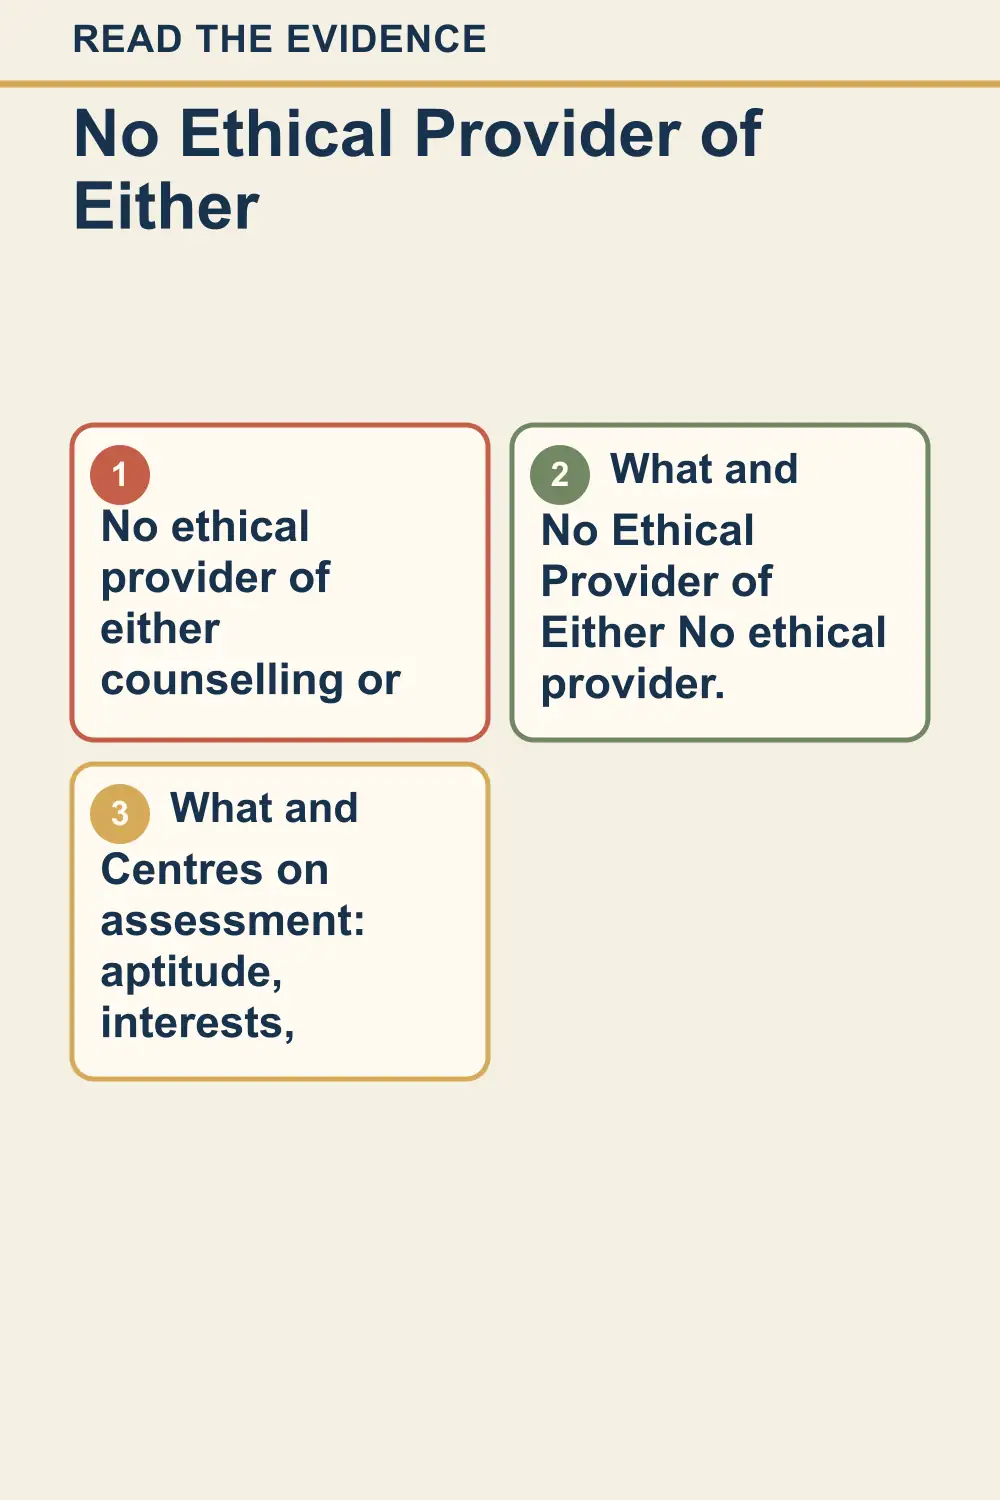 READ THE EVIDENCE
No Ethical Provider of
Either
1
No ethical
provider of
either
counselling or
2 What and
No Ethical
Provider of
Either No ethical
provider.
3 What and
Centres on
assessment:
aptitude,
interests,